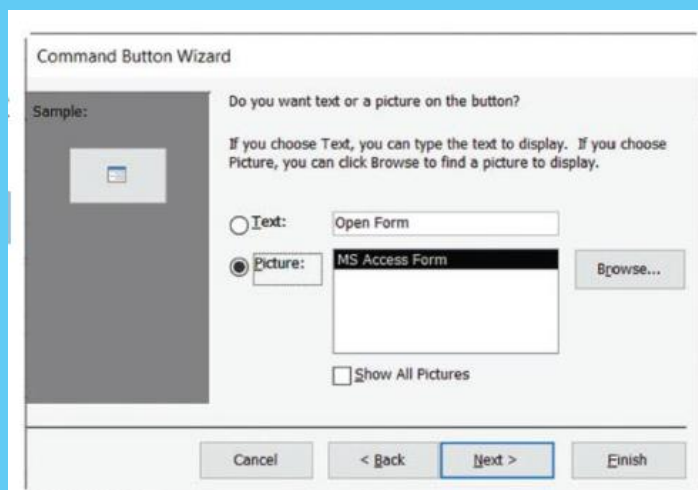 Command Button Wizard
Sample:
Do you want text or a picture on the button?
If you choose Text, you can type the text to display. If you choose
Picture, you can click Browse to find a picture to display.
Text:
Open Form
Picture:
MS Access Form
Browse...
Show All Pictures
Cancel
< Back
Next >
Finish